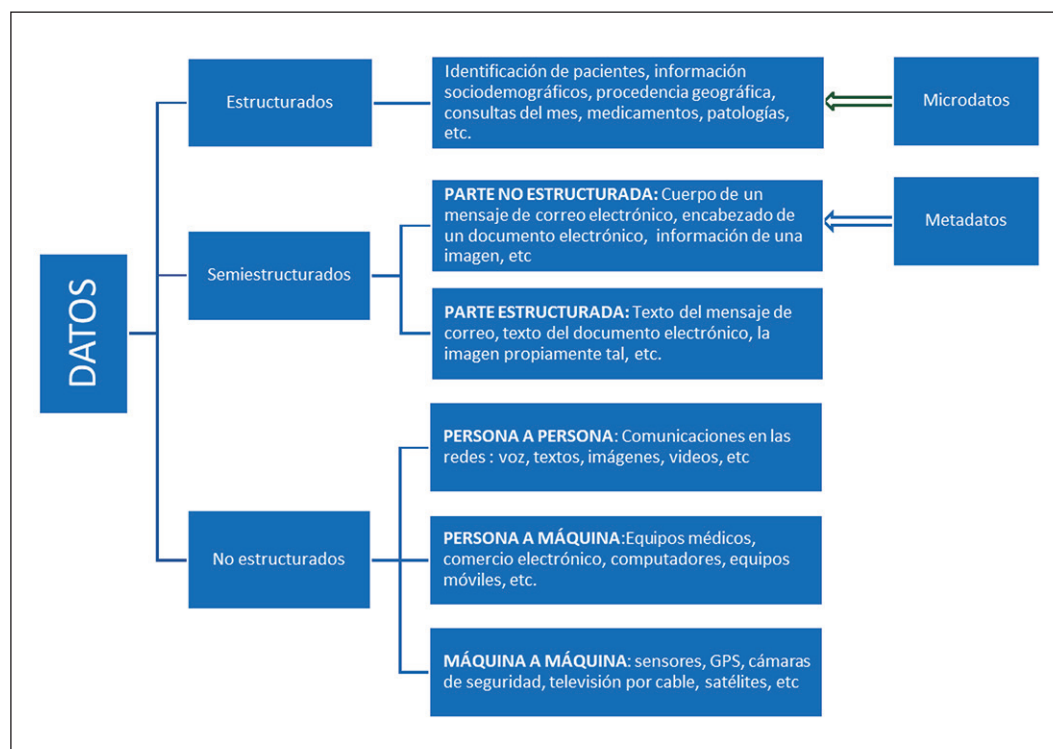 DATOS
Estructurados
Identificación de pacientes, información
sociodemográficos, procedencia geográfica,
consultas del mes, medicamentos, patologías,
etc.
Microdatos
Semiestructurados
PARTE NO ESTRUCTURADA: Cuerpo de un
mensaje de correo electrónico, encabezado de
un documento electrónico, información de una
imagen, etc
Metadatos
PARTE ESTRUCTURADA: Texto del mensaje de
correo, texto del documento electrónico, la
imagen propiamente tal, etc.
No estructurados
PERSONA A PERSONA: Comunicaciones en las
redes : voz, textos, imágenes, videos, etc
PERSONA A MÁQUINA:Equipos médicos,
comercio electrónico, computadores, equipos
móviles, etc.
MÁQUINA A MÁQUINA: sensores, GPS, cámaras
de seguridad, televisión por cable, satélites, etc